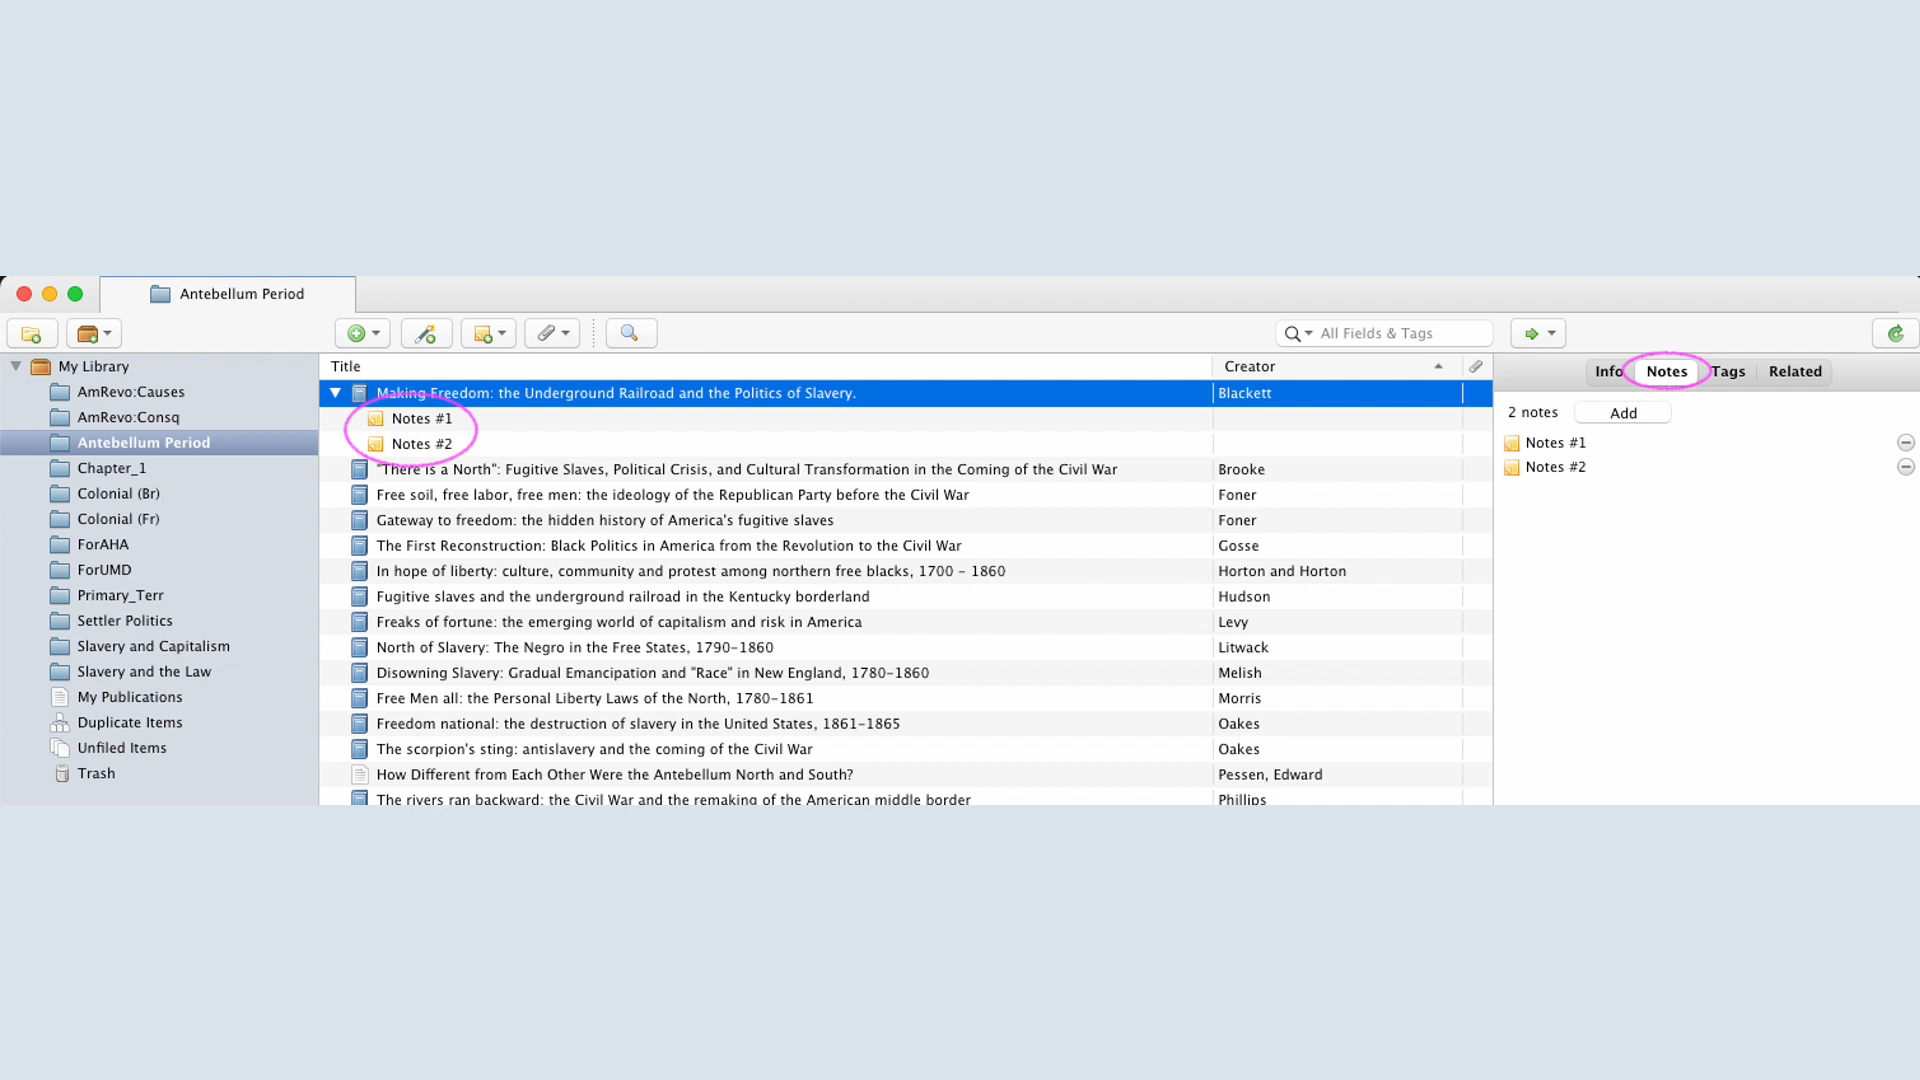 Antebellum Period
All Fields & Tags
My Library
AmRevo:Causes
AmRevo:Consq
Antebellum Period
Chapter_1
Colonial (Br)
Colonial (Fr)
ForAHA
ForUMD
Primary_Terr
Settler Politics
Slavery and Capitalism
Slavery and the Law
My Publications
Duplicate Items
Unfiled Items
Trash
Title Creator
Making Freedom: the Underground Railroad and the Politics of Slavery. Blackett
Notes #1
Notes #2
"There is a North": Fugitive Slaves, Political Crisis, and Cultural Transformation in the Coming of the Civil War Brooke
Free soil, free labor, free men: the ideology of the Republican Party before the Civil War Foner
Gateway to freedom: the hidden history of America's fugitive slaves Foner
The First Reconstruction: Black Politics in America from the Revolution to the Civil War Gosse
In hope of liberty: culture, community and protest among northern free blacks, 1700 - 1860 Horton and Horton
Fugitive slaves and the underground railroad in the Kentucky borderland Hudson
Freaks of fortune: the emerging world of capitalism and risk in America Levy
North of Slavery: The Negro in the Free States, 1790-1860 Litwack
Disowning Slavery: Gradual Emancipation and "Race" in New England, 1780-1860 Melish
Free Men all: the Personal Liberty Laws of the North, 1780-1861 Morris
Freedom national: the destruction of slavery in the United States, 1861-1865 Oakes
The scorpion's sting: antislavery and the coming of the Civil War Oakes
How Different from Each Other Were the Antebellum North and South? Pessen, Edward
The rivers ran backward: the Civil War and the remaking of the American middle border Phillips
Info Notes Tags Related
2 notes Add
Notes #1
Notes #2